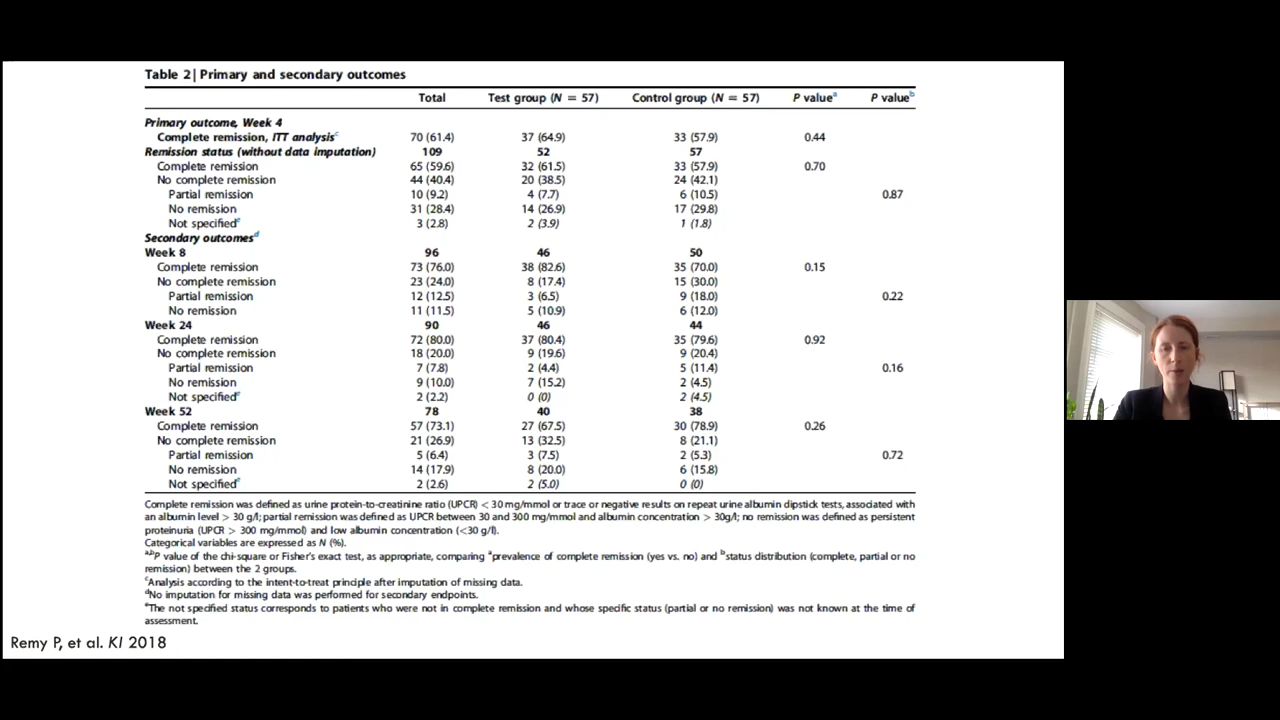 Table 2 | Primary and secondary outcomes
Total Test group (N = 57) Control group (N = 57) P valueᵃ P valueᵇ
Primary outcome, Week 4
Complete remission, ITT analysisᶜ 70 (61.4) 37 (64.9) 33 (57.9) 0.44
Remission status (without data imputation) 109 52 57
Complete remission 65 (59.6) 32 (61.5) 33 (57.9) 0.70
No complete remission 44 (40.4) 20 (38.5) 24 (42.1)
Partial remission 10 (9.2) 4 (7.7) 6 (10.5) 0.87
No remission 31 (28.4) 14 (26.9) 17 (29.8)
Not specifiedᵉ 3 (2.8) 2 (3.9) 1 (1.8)
Secondary outcomesᵈ
Week 8 96 46 50
Complete remission 73 (76.0) 38 (82.6) 35 (70.0) 0.15
No complete remission 23 (24.0) 8 (17.4) 15 (30.0)
Partial remission 12 (12.5) 3 (6.5) 9 (18.0) 0.22
No remission 11 (11.5) 5 (10.9) 6 (12.0)
Week 24 90 46 44
Complete remission 72 (80.0) 37 (80.4) 35 (79.6) 0.92
No complete remission 18 (20.0) 9 (19.6) 9 (20.4)
Partial remission 7 (7.8) 2 (4.4) 5 (11.4) 0.16
No remission 9 (10.0) 7 (15.2) 2 (4.5)
Not specifiedᵉ 2 (2.2) 0 (0) 2 (4.5)
Week 52 78 40 38
Complete remission 57 (73.1) 27 (67.5) 30 (78.9) 0.26
No complete remission 21 (26.9) 13 (32.5) 8 (21.1)
Partial remission 5 (6.4) 3 (7.5) 2 (5.3) 0.72
No remission 14 (17.9) 8 (20.0) 6 (15.8)
Not specifiedᵉ 2 (2.6) 2 (5.0) 0 (0)
Complete remission was defined as urine protein-to-creatinine ratio (UPCR) < 30 mg/mmol or trace or negative results on repeat urine albumin dipstick tests, associated with
an albumin level > 30 g/l; partial remission was defined as UPCR between 30 and 300 mg/mmol and albumin concentration > 30g/l; no remission was defined as persistent
proteinuria (UPCR > 300 mg/mmol) and low albumin concentration (<30 g/l).
Categorical variables are expressed as N (%).
ᵃ,ᵇP value of the chi-square or Fisher's exact test, as appropriate, comparing ᵃprevalence of complete remission (yes vs. no) and ᵇstatus distribution (complete, partial or no
remission) between the 2 groups.
ᶜAnalysis according to the intent-to-treat principle after imputation of missing data.
ᵈNo imputation for missing data was performed for secondary endpoints.
ᵉThe not specified status corresponds to patients who were not in complete remission and whose specific status (partial or no remission) was not known at the time of
assessment.
Remy P, et al. KI 2018